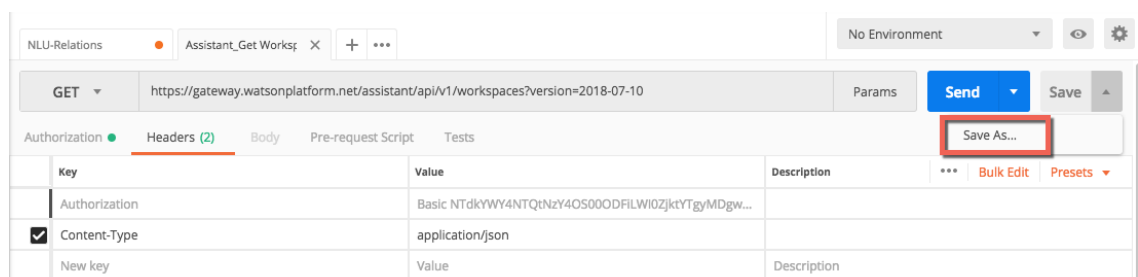 No Environment
NLU-Relations Assistant_Get Worksp
GET https://gateway.watsonplatform.net/assistant/api/v1/workspaces?version=2018-07-10 Params Send Save
Authorization Headers (2) Body Pre-request Script Tests Save As...
Key Value Description ••• Bulk Edit Presets
Authorization Basic NTdkYWY4NTQtNzY4OS00ODFiLWI0ZjktYTgyMDgw...
Content-Type application/json
New key Value Description